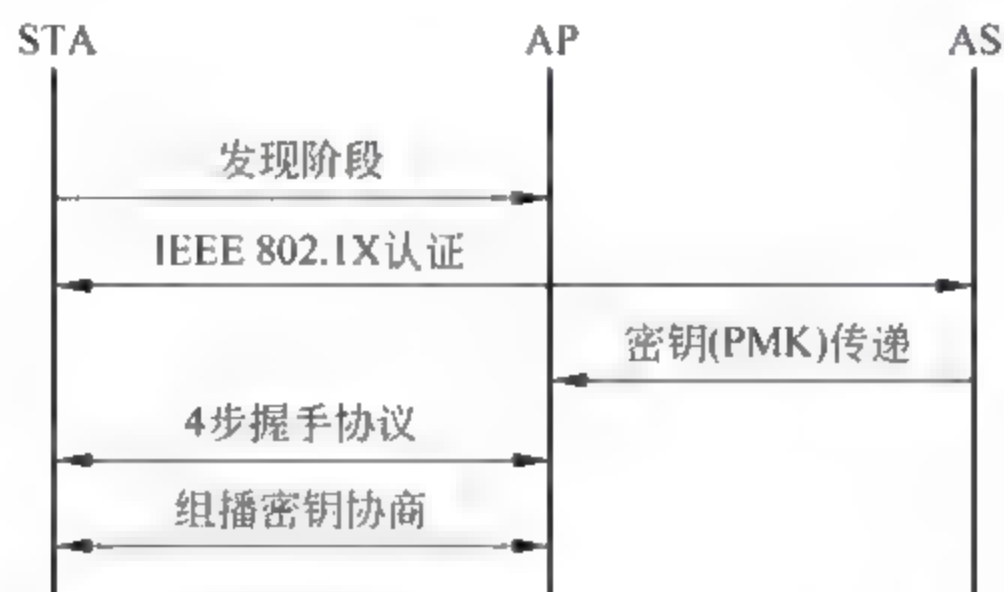 STA AP AS
发现阶段
IEEE 802.1X认证
密钥(PMK)传递
4步握手协议
组播密钥协商